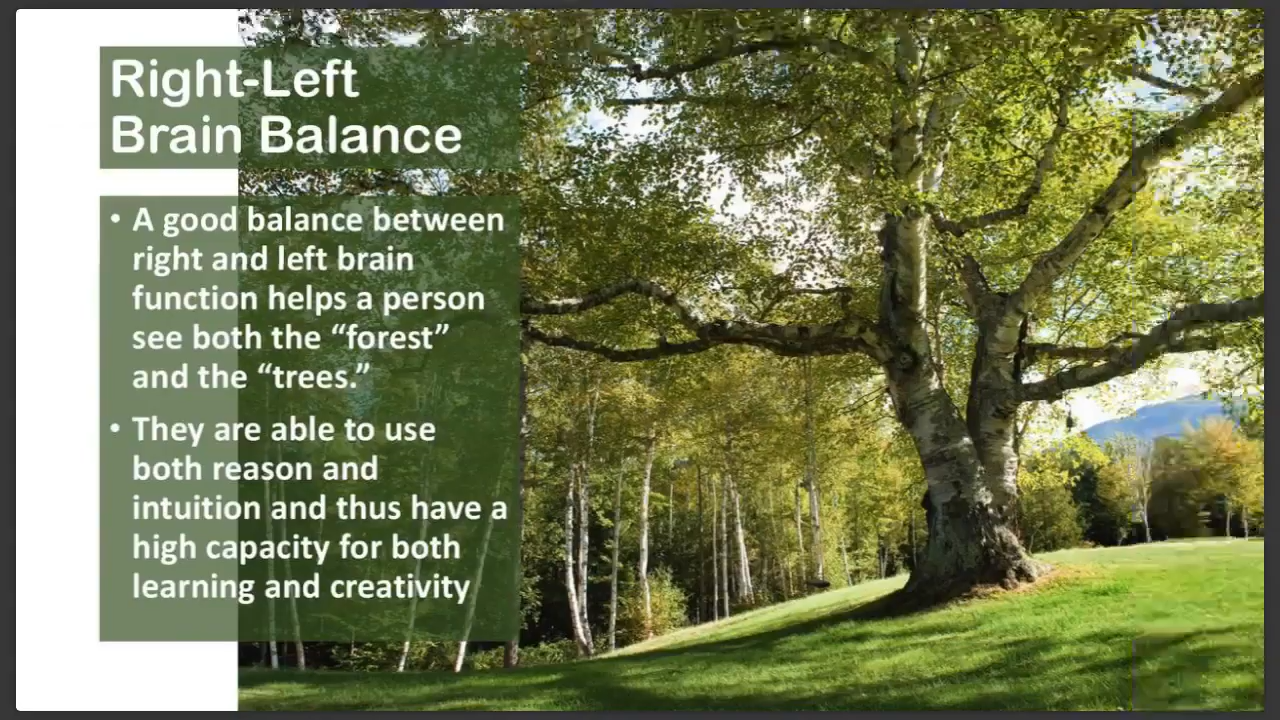 Right-Left
Brain Balance
• A good balance between
right and left brain
function helps a person
see both the “forest”
and the “trees.”
• They are able to use
both reason and
intuition and thus have a
high capacity for both
learning and creativity